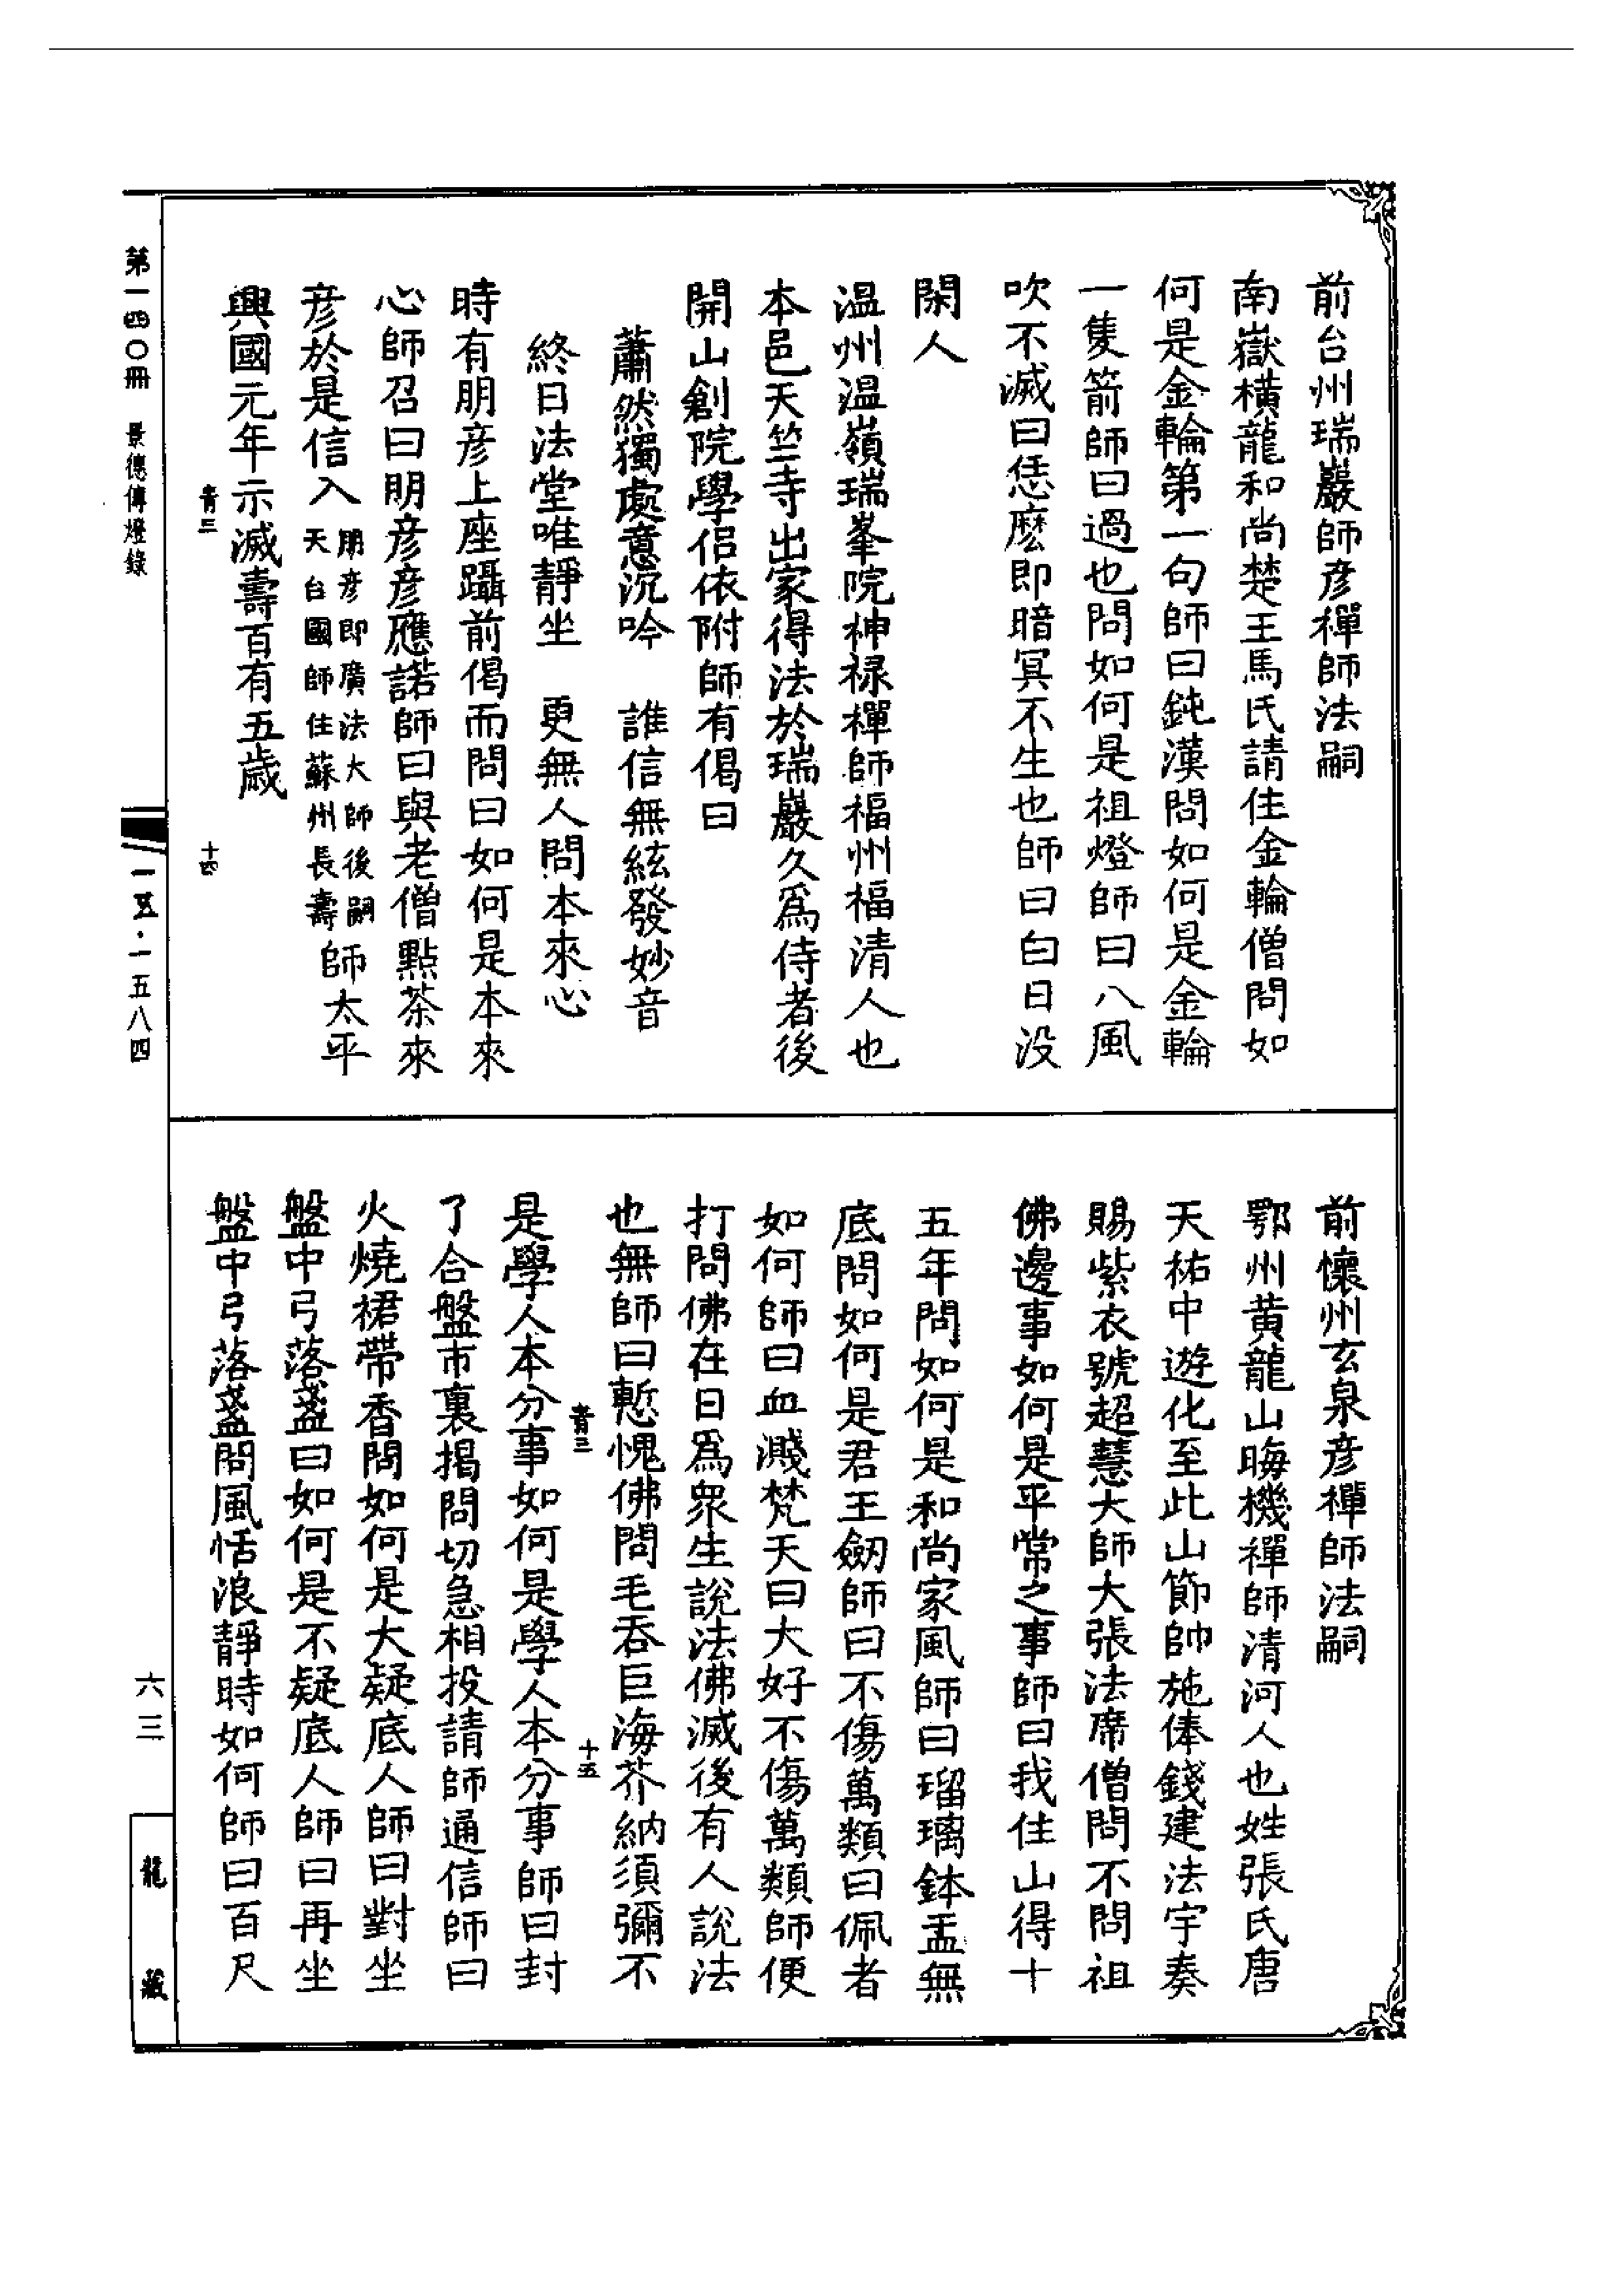 前台州瑞巖師彥禪師法嗣
南嶽橫龍和尚楚王馬氏請住金輪僧問如
何是金輪第一句師曰鈍漢問如何是金輪
一隻箭師曰過也問如何是祖燈師曰八風
吹不滅曰恁麼即暗冥不生也師曰白日没
閑人
温州温嶺瑞峯院神禄禪師福州福清人也
本邑天竺寺出家得法於瑞巖久爲侍者後
開山創院學侣依附師有偈曰
蕭然獨處意沉吟　誰信無絃發妙音
終日法堂唯靜坐　更無人問本來心
時有朋彥上座躡前偈而問曰如何是本來
心師召曰朋彥彥應諾師曰與老僧點茶來
彥於是信入朋彥即廣法大師後嗣天台國師住蘇州長壽師太平
興國元年示滅壽百有五歲
青三　十四
前懷州玄泉彥禪師法嗣
鄂州黄龍山晦機禪師清河人也姓張氏唐
天祐中遊化至此山節帥施俸錢建法宇奏
賜紫衣號超慧大師大張法席僧問不問祖
佛邊事如何是平常之事師曰我住山得十
五年問如何是和尚家風師曰瑠璃鉢盂無
底問如何是君王劒師曰不傷萬類曰佩者
如何師曰血濺梵天曰大好不傷萬類師便
打問佛在日爲衆生說法佛滅後有人說法
也無師曰慙愧佛問毛吞巨海芥納須彌不
青三　十五
是學人本分事如何是學人本分事師曰封
了合盤市裏揭問切急相投請師通信師曰
火燒裙帶香問如何是大疑底人師曰對坐
盤中弓落盞曰如何是不疑底人師曰再坐
盤中弓落盞問風恬浪靜時如何師曰百尺
第一四〇冊　景德傳燈錄
一五·一五八四
六三
龍藏